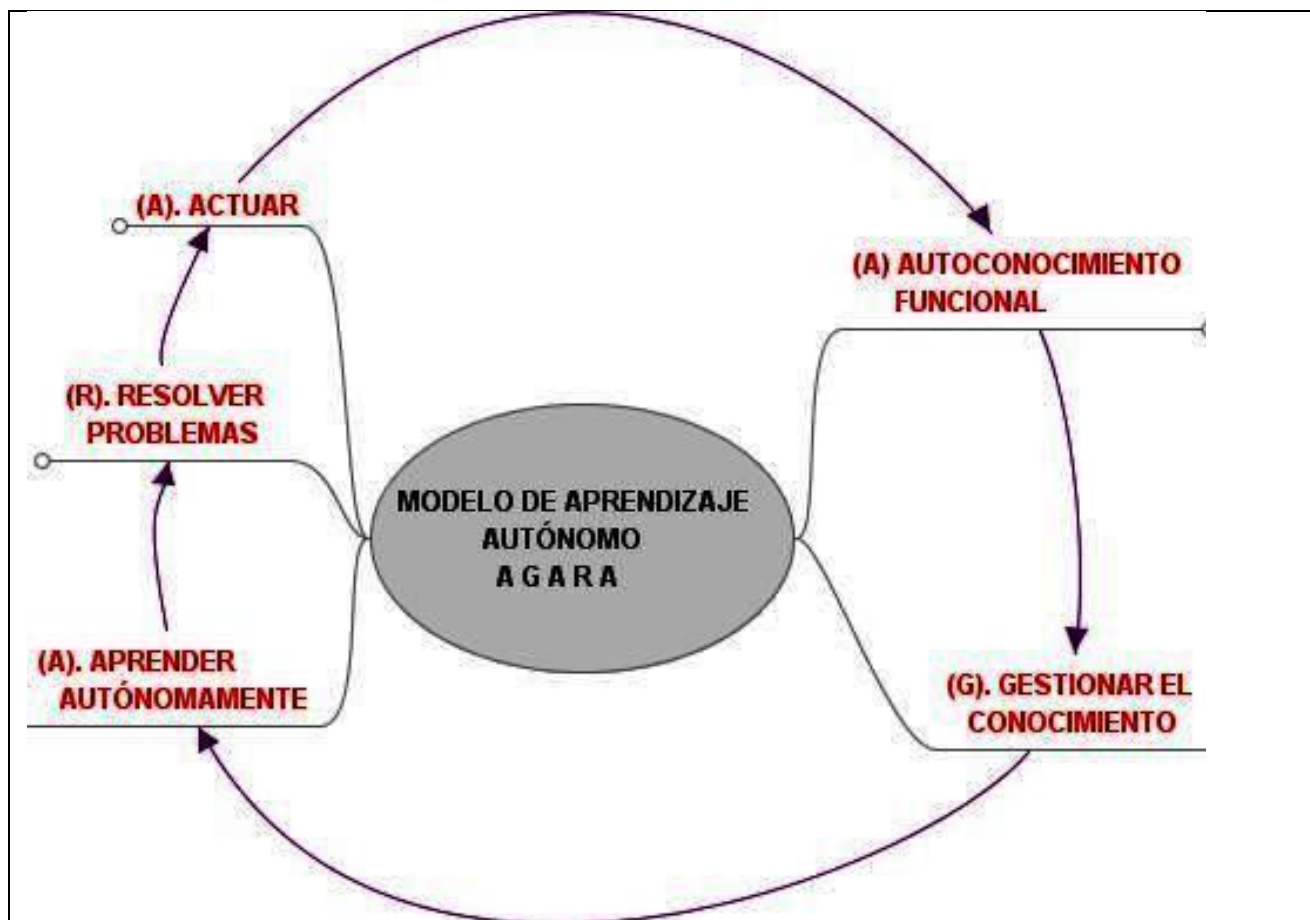 (A). ACTUAR
(A) AUTOCONOCIMIENTO
FUNCIONAL
(R). RESOLVER
PROBLEMAS
MODELO DE APRENDIZAJE
AUTÓNOMO
A G A R A
(A). APRENDER
AUTÓNOMAMENTE
(G). GESTIONAR EL
CONOCIMIENTO